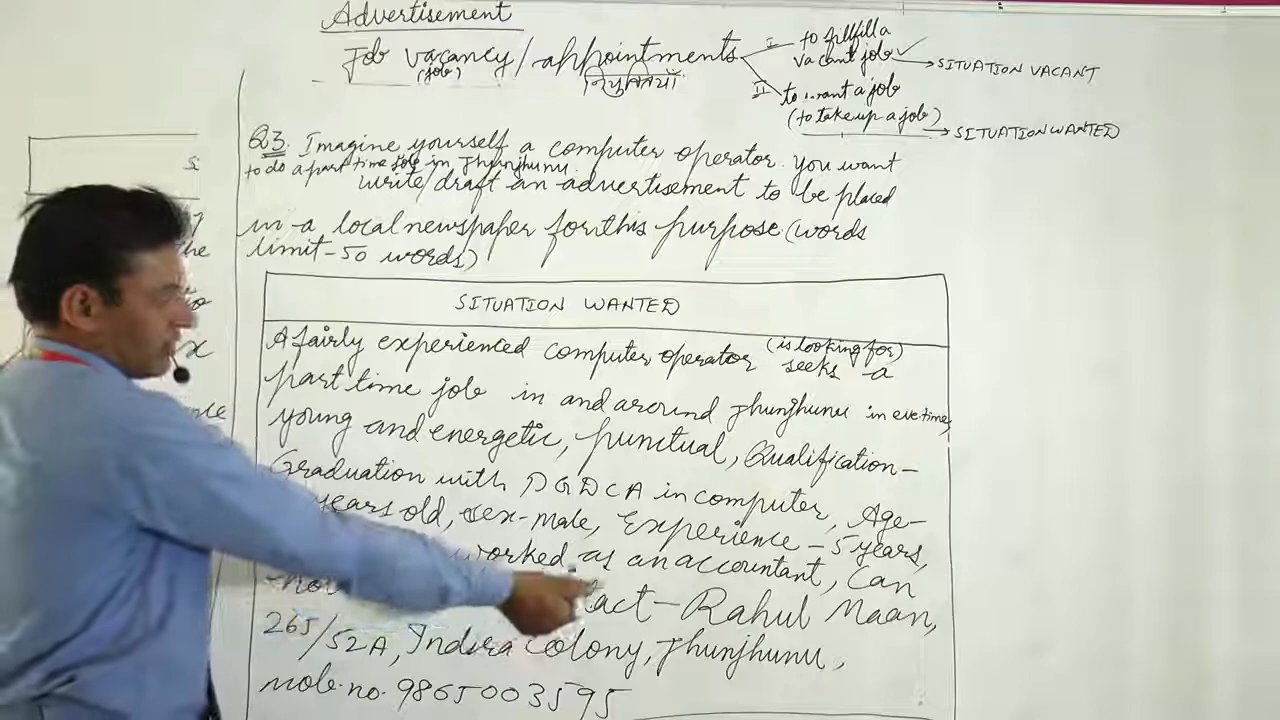 Advertisement
Job vacancy/appointments
(job)
I
to fulfill a
vacant job
SITUATION VACANT
II
to want a job
(to take up a job)
SITUATION WANTED
Q3. Imagine yourself a computer operator. You want
to do a part time job in Jhunjhunu.
write/draft an advertisement to be placed
in a local newspaper for this purpose (words
limit-50 words)
SITUATION WANTED
A fairly experienced computer operator (is looking for) seeks a
part time job in and around Jhunjhunu in eve time,
young and energetic, punctual, Qualification-
Graduation with PGDCA in computer, Age-
years old, sex-male, Experience-5 years,
worked as an accountant, Can
tact-Rahul Maan,
265/52A, Indira Colony, Jhunjhunu,
mob. no. 9865003595